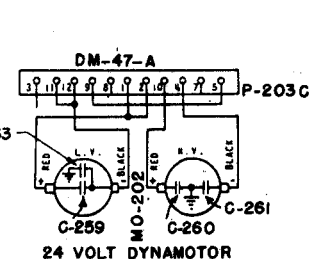 DM-47-A
3 11 12 9 8 1 2 10 4 7 5
P-203C
63
L.V.
H.V.
RED
BLACK
RED
BLACK
+ - + -
MO-202
C-259
C-260
C-261
24 VOLT DYNAMOTOR